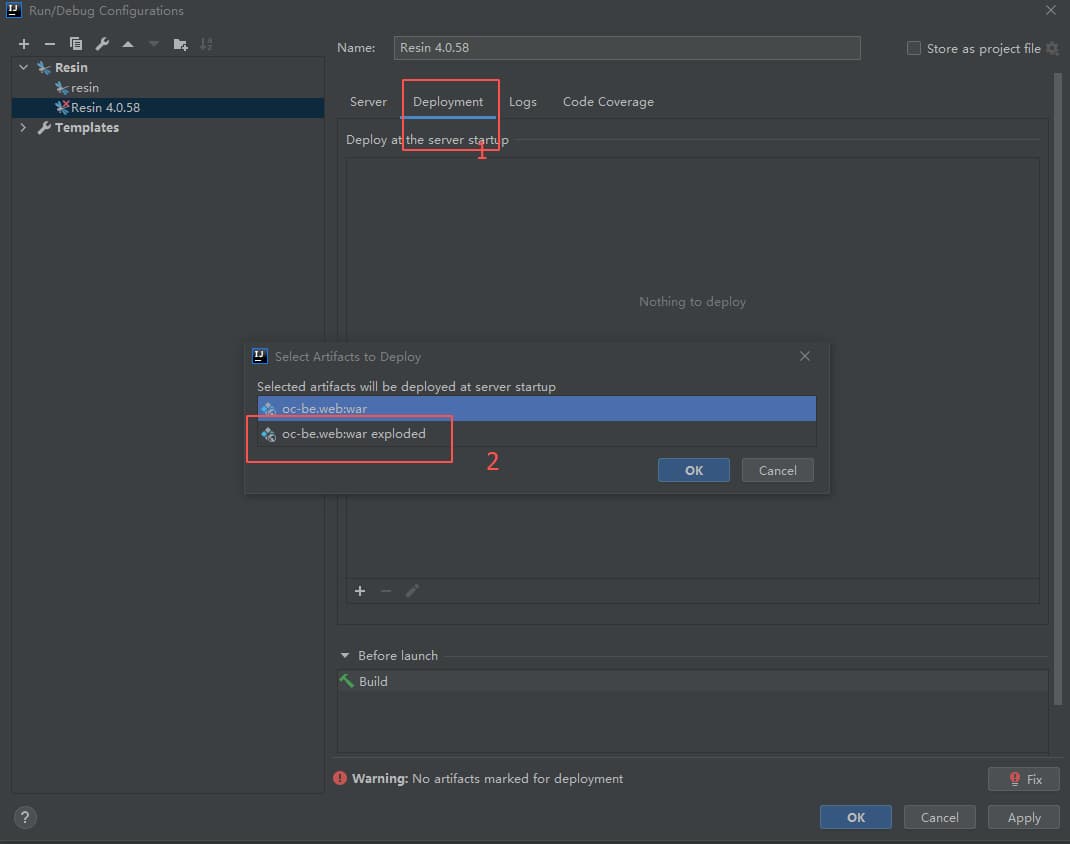 Run/Debug Configurations
Name: Resin 4.0.58 Store as project file
Resin
resin
Resin 4.0.58
Templates
Server Deployment Logs Code Coverage
Deploy at the server startup
1
Nothing to deploy
Select Artifacts to Deploy
Selected artifacts will be deployed at server startup
oc-be.web:war
oc-be.web:war exploded
2
OK Cancel
Before launch
Build
Warning: No artifacts marked for deployment
Fix
? OK Cancel Apply